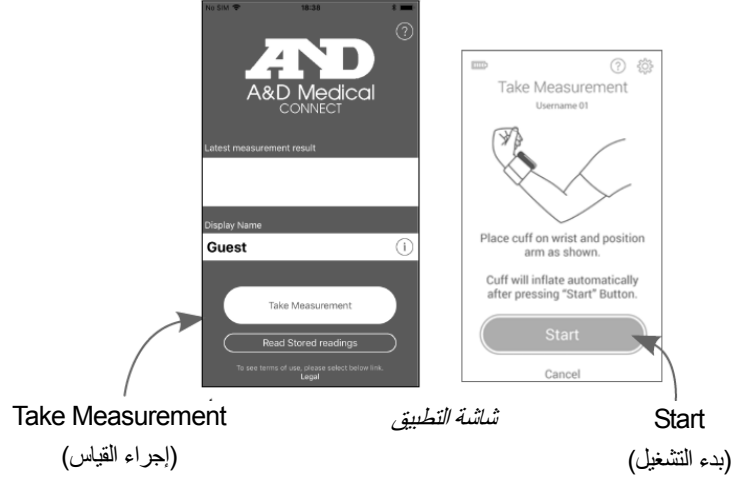 No SIM 18:38
?
AND
A&D Medical
CONNECT
Latest measurement result
Display Name
Guest i
Take Measurement
Read Stored readings
To see terms of use, please select below link.
Legal
?
Take Measurement
Username 01
Place cuff on wrist and position
arm as shown.
Cuff will inflate automatically
after pressing “Start” Button.
Start
Cancel
Take Measurement
(إجراء القياس)
شاشة التطبيق
Start
(بدء التشغيل)